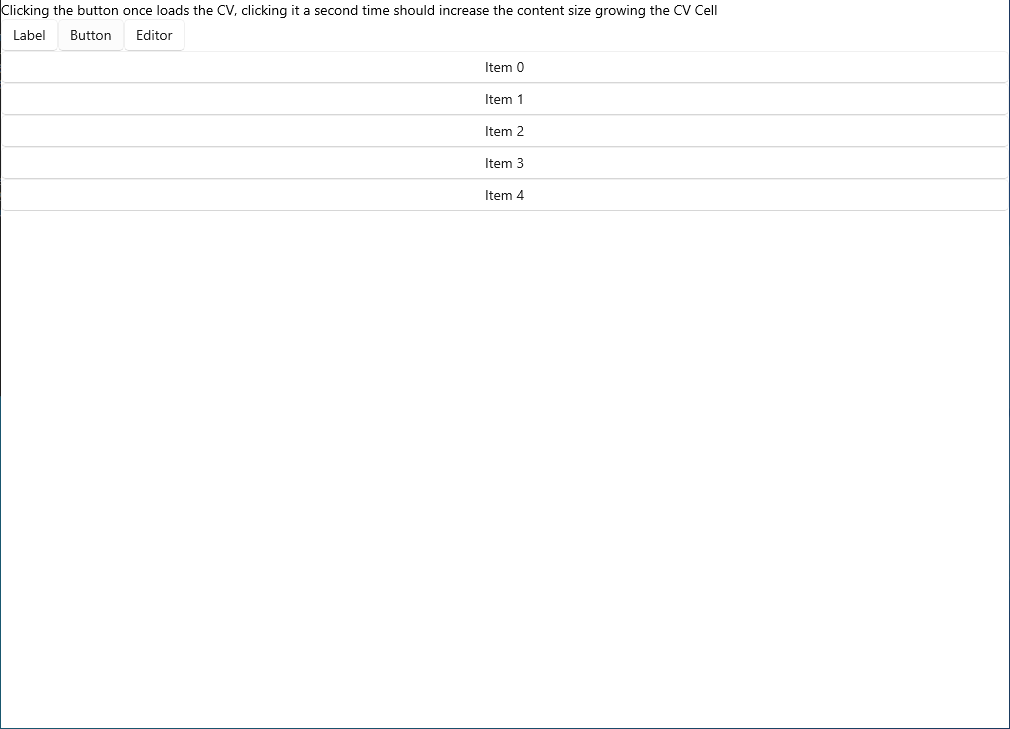 Clicking the button once loads the CV, clicking it a second time should increase the content size growing the CV Cell
Label Button Editor
Item 0
Item 1
Item 2
Item 3
Item 4